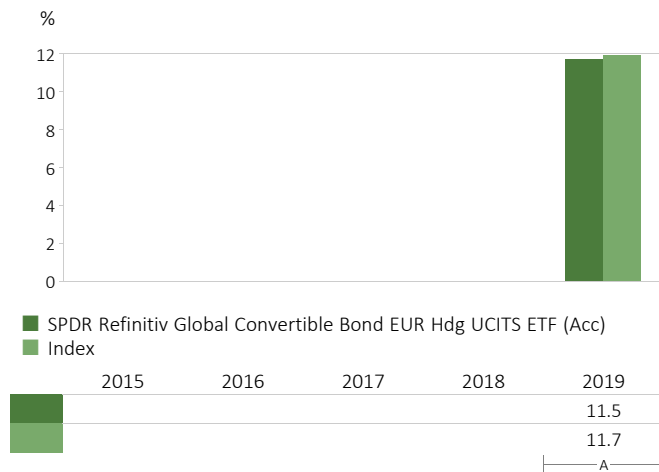 %
12
10
8
6
4
2
0
SPDR Refinitiv Global Convertible Bond EUR Hdg UCITS ETF (Acc)
Index
2015 2016 2017 2018 2019
11.5
11.7
A